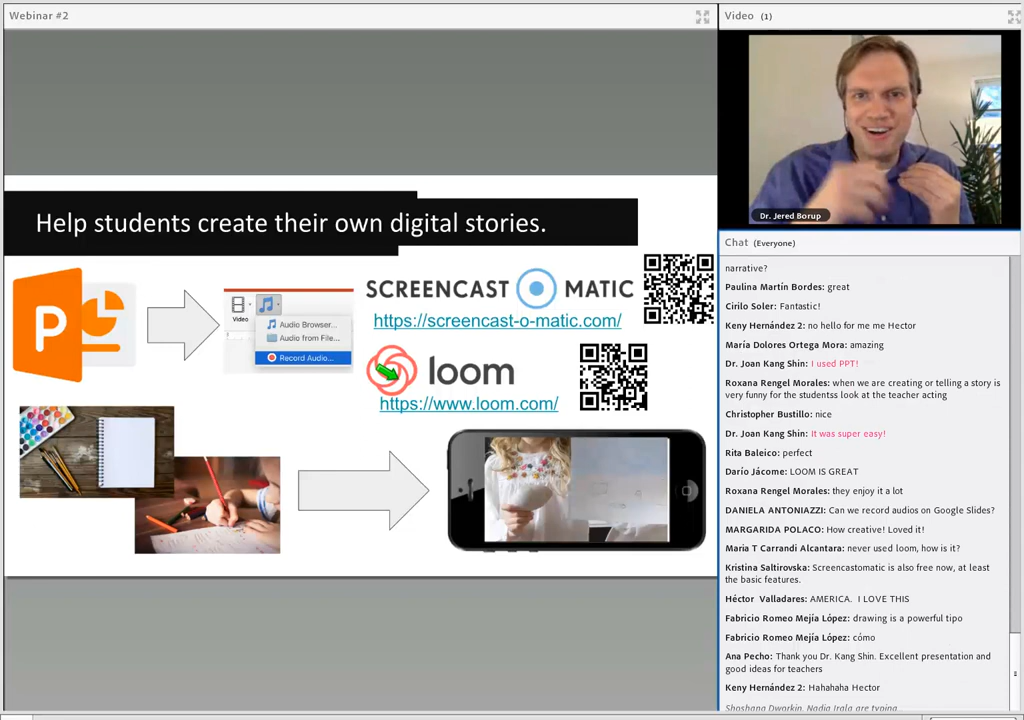 Webinar #2
Help students create their own digital stories.
P
Video
Audio Browser...
Audio from File...
Record Audio...
SCREENCAST O MATIC
https://screencast-o-matic.com/
loom
https://www.loom.com/
Video (1)
Dr. Jered Borup
Chat (Everyone)
narrative?
Paulina Martín Bordes: great
Cirilo Soler: Fantastic!
Keny Hernández 2: no hello for me me Hector
María Dolores Ortega Mora: amazing
Dr. Joan Kang Shin: I used PPT!
Roxana Rengel Morales: when we are creating or telling a story is
very funny for the studentss look at the teacher acting
Christopher Bustillo: nice
Dr. Joan Kang Shin: It was super easy!
Rita Baleico: perfect
Darío Jácome: LOOM IS GREAT
Roxana Rengel Morales: they enjoy it a lot
DANIELA ANTONIAZZI: Can we record audios on Google Slides?
MARGARIDA POLACO: How creative! Loved it!
Maria T Carrandi Alcantara: never used loom, how is it?
Kristina Saltirovska: Screencastomatic is also free now, at least
the basic features.
Héctor Valladares: AMERICA. I LOVE THIS
Fabricio Romeo Mejía López: drawing is a powerful tipo
Fabricio Romeo Mejía López: cómo
Ana Pecho: Thank you Dr. Kang Shin. Excellent presentation and
good ideas for teachers
Keny Hernández 2: Hahahaha Hector
Shoshana Dworkin, Nadia Irala are typing...